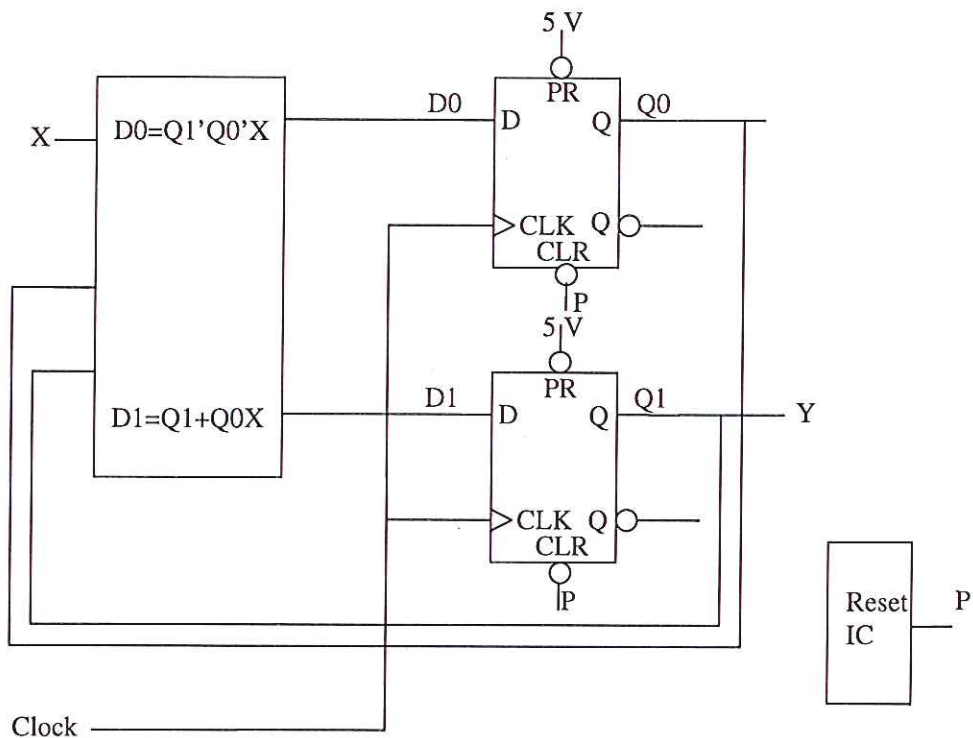 5 V
PR
D0
Q0
D
Q
X
D0=Q1’Q0’X
CLK
Q
CLR
P
5 V
PR
D1
Q1
D1=Q1+Q0X
D
Q
Y
CLK
Q
CLR
P
Reset
IC
P
Clock